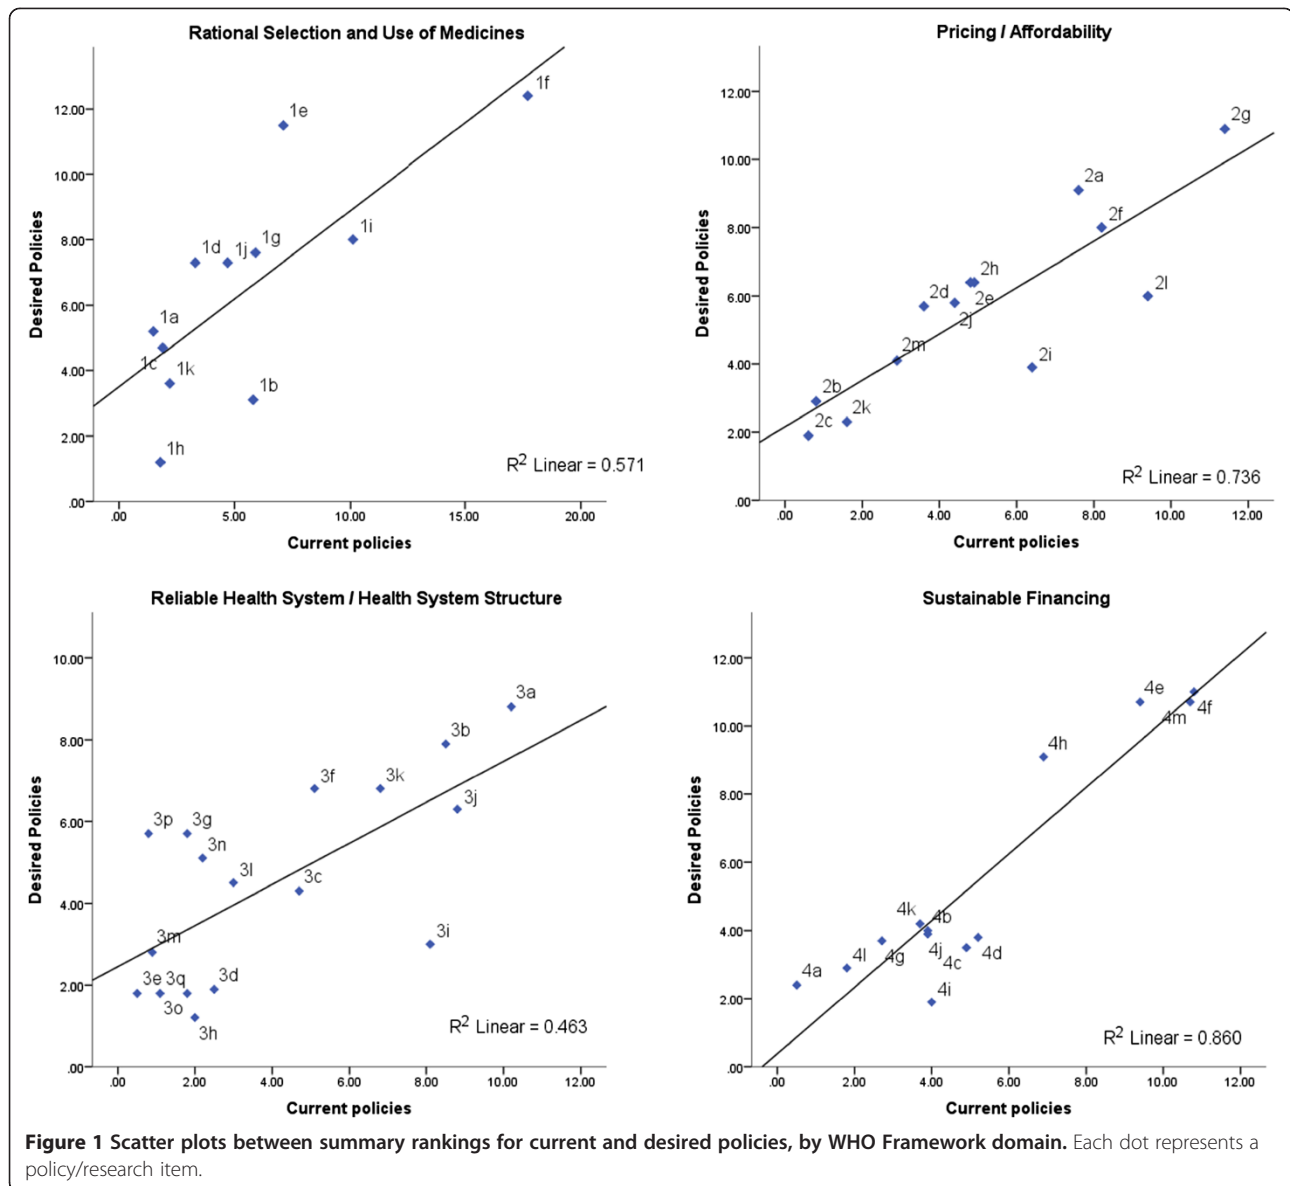 Rational Selection and Use of Medicines
Desired Policies
12.00
10.00
8.00
6.00
4.00
2.00
.00
1f
1e
1i
1g
1d
1j
1a
1c
1k
1b
1h
R2 Linear = 0.571
.00 5.00 10.00 15.00 20.00
Current policies
Pricing / Affordability
Desired Policies
12.00
10.00
8.00
6.00
4.00
2.00
.00
2g
2a
2f
2h
2d
2e
2l
2j
2m
2i
2b
2k
2c
R2 Linear = 0.736
.00 2.00 4.00 6.00 8.00 10.00 12.00
Current policies
Reliable Health System / Health System Structure
Desired Policies
10.00
8.00
6.00
4.00
2.00
.00
3a
3b
3f
3k
3j
3p
3g
3n
3l
3c
3i
3m
3e
3q
3d
3o
3h
R2 Linear = 0.463
.00 2.00 4.00 6.00 8.00 10.00 12.00
Current policies
Sustainable Financing
Desired Policies
12.00
10.00
8.00
6.00
4.00
2.00
.00
4e
4m
4f
4h
4k
4b
4l
4g
4j
4c
4d
4a
4i
R2 Linear = 0.860
.00 2.00 4.00 6.00 8.00 10.00 12.00
Current policies
Figure 1 Scatter plots between summary rankings for current and desired policies, by WHO Framework domain. Each dot represents a
policy/research item.